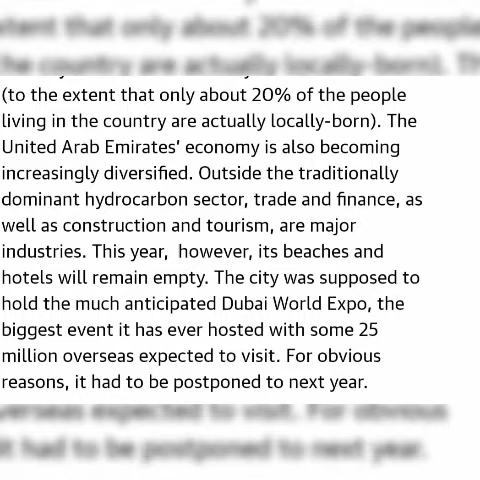 (to the extent that only about 20% of the people
living in the country are actually locally-born). The
United Arab Emirates' economy is also becoming
increasingly diversified. Outside the traditionally
dominant hydrocarbon sector, trade and finance, as
well as construction and tourism, are major
industries. This year,  however, its beaches and
hotels will remain empty. The city was supposed to
hold the much anticipated Dubai World Expo, the
biggest event it has ever hosted with some 25
million overseas expected to visit. For obvious
reasons, it had to be postponed to next year.